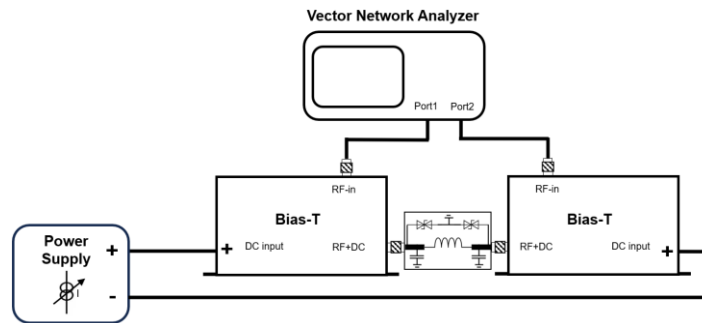 Vector Network Analyzer
Port1 Port2
RF-in
RF-in
Bias-T
Bias-T
Power
Supply
+
-
I
+ DC input
RF+DC
RF+DC
DC input +